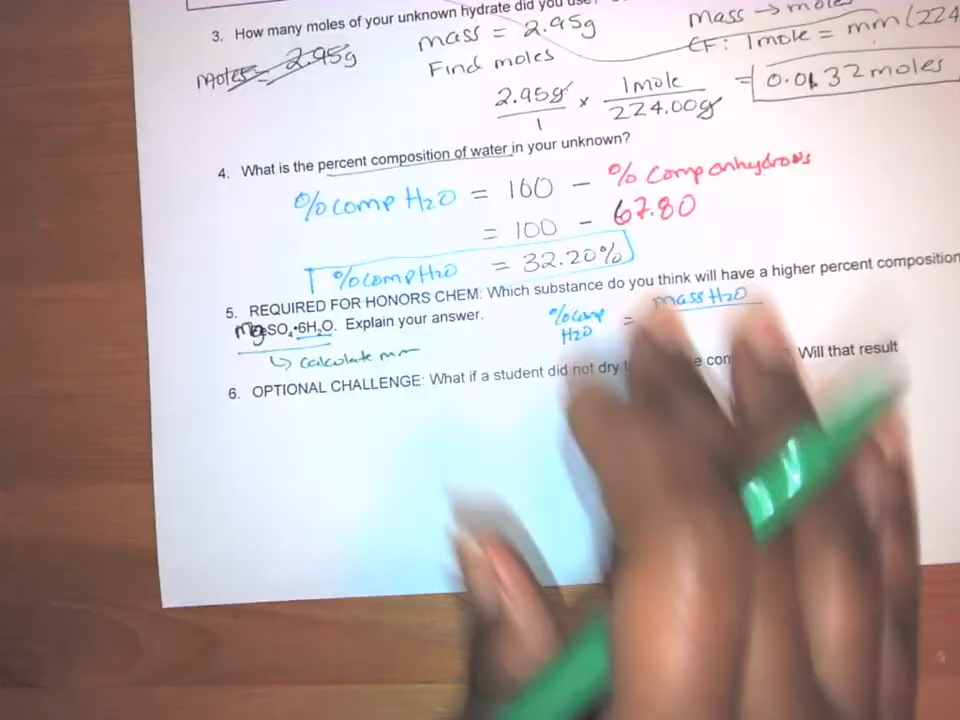 3. How many moles of your unknown hydrate did you use?
mass = 2.95g
mass → moles
moles = 2.95g
Find moles
CF: 1mole = mm (224
2.95g/1 × 1mole/224.00g = 0.0132 moles
4. What is the percent composition of water in your unknown?
% comp H2O = 100 - % comp anhydrous
= 100 - 67.80
% comp H2O = 32.20%
5. REQUIRED FOR HONORS CHEM: Which substance do you think will have a higher percent composition
MgSO4•6H2O. Explain your answer.
% comp H2O = mass H2O
↳ calculate mm
6. OPTIONAL CHALLENGE: What if a student did not dry Will that result